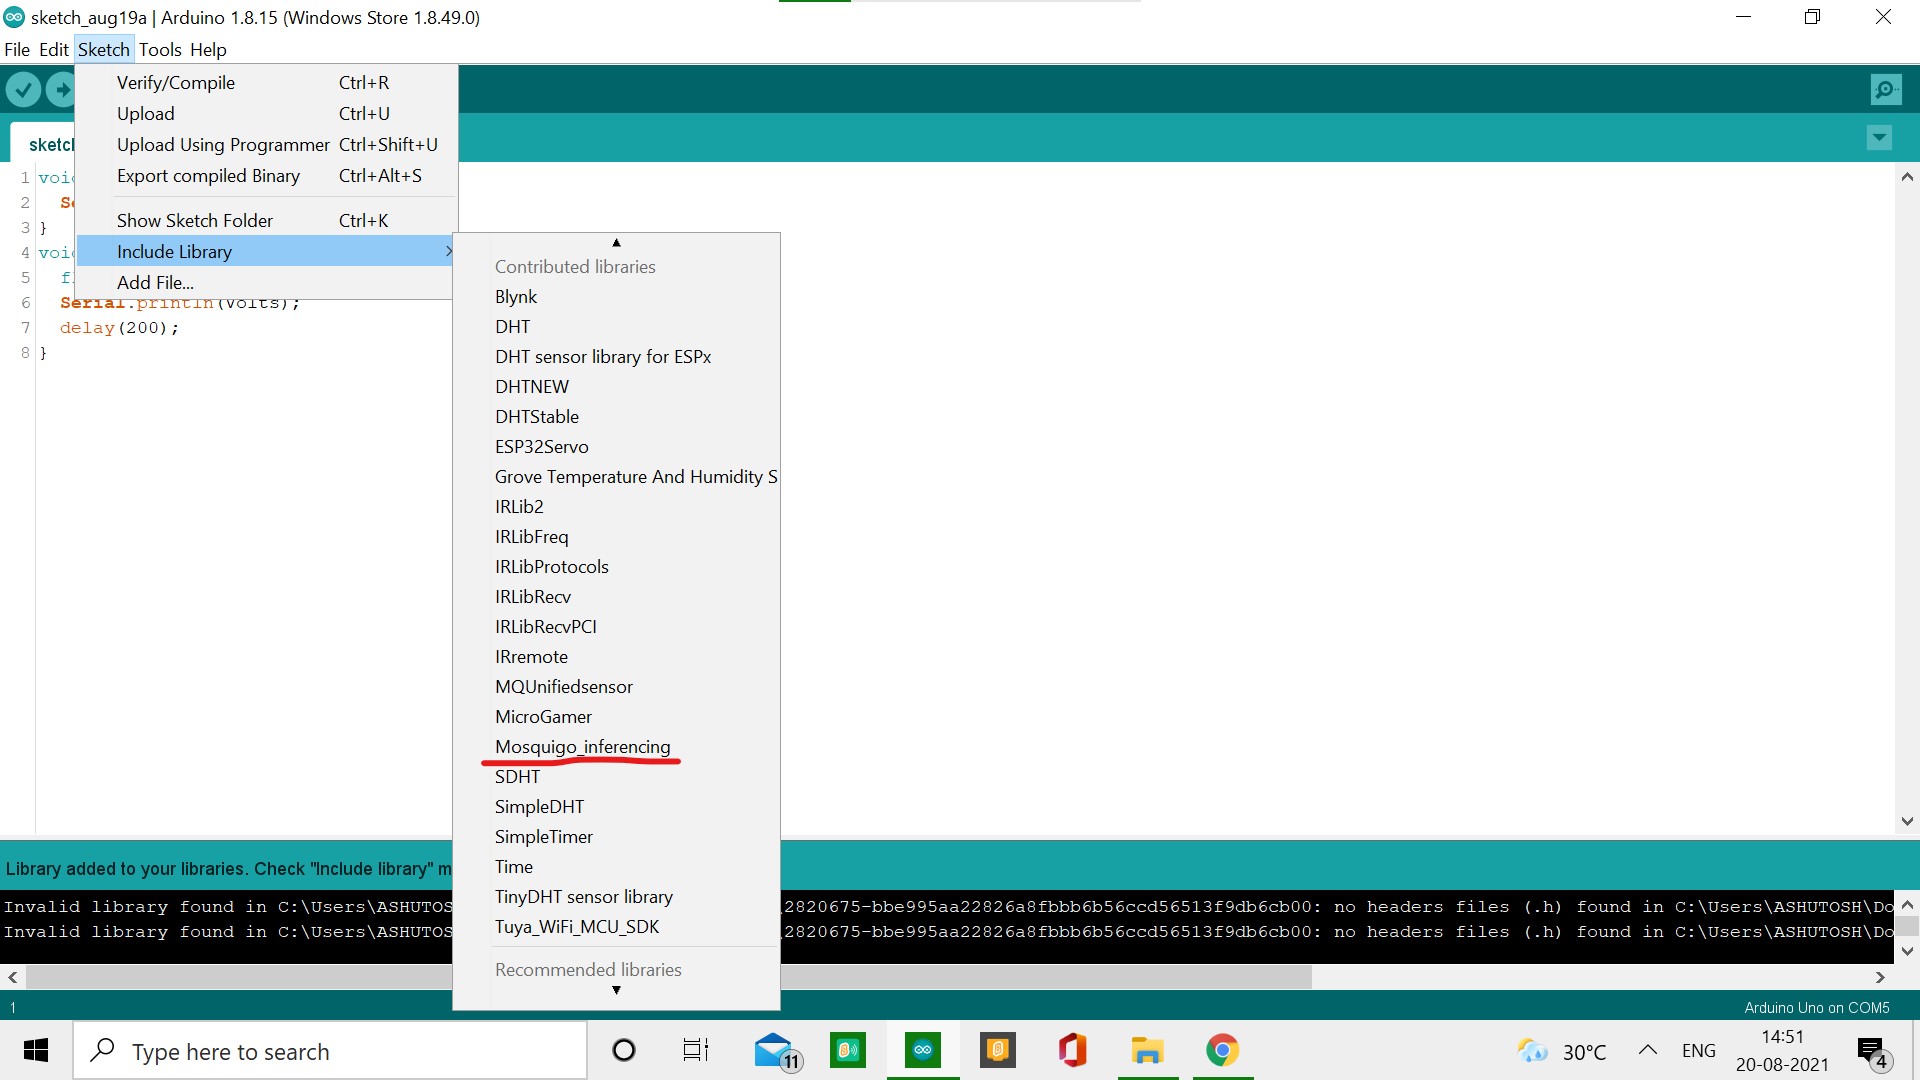 sketch_aug19a | Arduino 1.8.15 (Windows Store 1.8.49.0)
File Edit Sketch Tools Help
Verify/Compile Ctrl+R
Upload Ctrl+U
Upload Using Programmer Ctrl+Shift+U
Export compiled Binary Ctrl+Alt+S
Show Sketch Folder Ctrl+K
Include Library
Add File...
sketc
1 voi
2 Se
3 }
4 voi
5 f
6 Serial.println(volts);
7 delay(200);
8 }
Contributed libraries
Blynk
DHT
DHT sensor library for ESPx
DHTNEW
DHTStable
ESP32Servo
Grove Temperature And Humidity S
IRLib2
IRLibFreq
IRLibProtocols
IRLibRecv
IRLibRecvPCI
IRremote
MQUnifiedsensor
MicroGamer
Mosquigo_inferencing
SDHT
SimpleDHT
SimpleTimer
Time
TinyDHT sensor library
Tuya_WiFi_MCU_SDK
Recommended libraries
Library added to your libraries. Check "Include library" m
Invalid library found in C:\Users\ASHUTOS 2820675-bbe995aa22826a8fbbb6b56ccd56513f9db6cb00: no headers files (.h) found in C:\Users\ASHUTOSH\Do
Invalid library found in C:\Users\ASHUTOS 2820675-bbe995aa22826a8fbbb6b56ccd56513f9db6cb00: no headers files (.h) found in C:\Users\ASHUTOSH\Do
1 Arduino Uno on COM5
Type here to search
11
30°C
ENG
14:51
20-08-2021
4